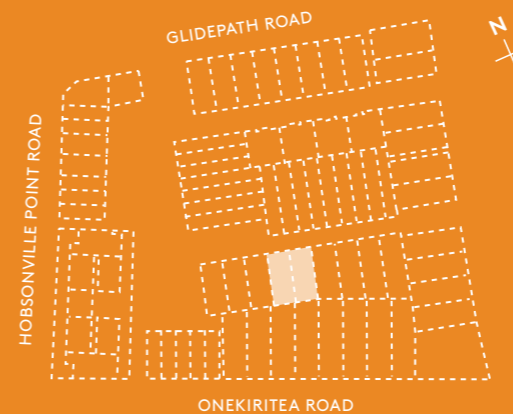 GLIDEPATH ROAD
N
HOBSONVILLE POINT ROAD
ONEKIRITEA ROAD